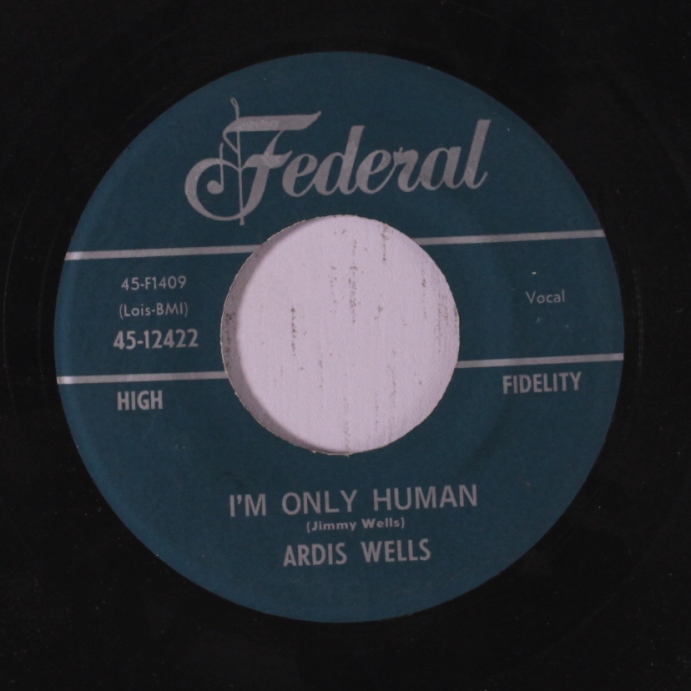 Federal
45-F1409
(Lois-BMI)
45-12422
Vocal
HIGH FIDELITY
I'M ONLY HUMAN
(Jimmy Wells)
ARDIS WELLS